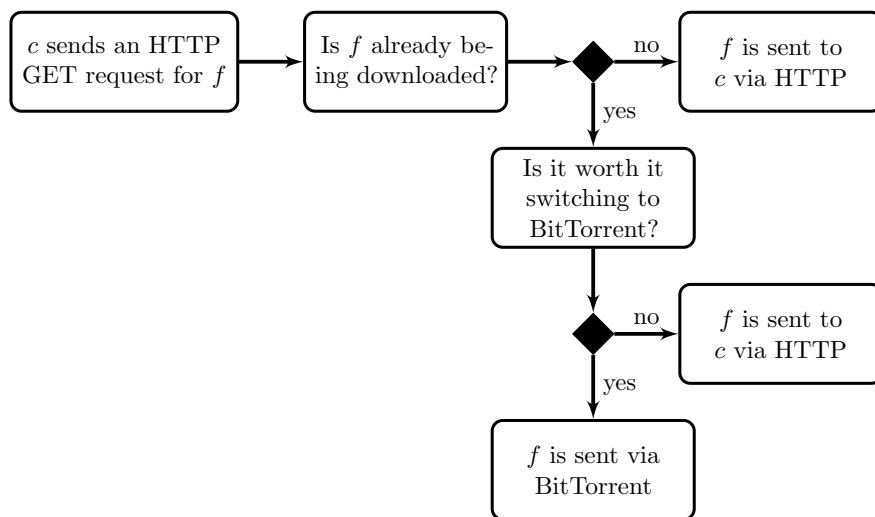 c sends an HTTP
GET request for f
Is f already be-
ing downloaded?
no
f is sent to
c via HTTP
yes
Is it worth it
switching to
BitTorrent?
no
f is sent to
c via HTTP
yes
f is sent via
BitTorrent